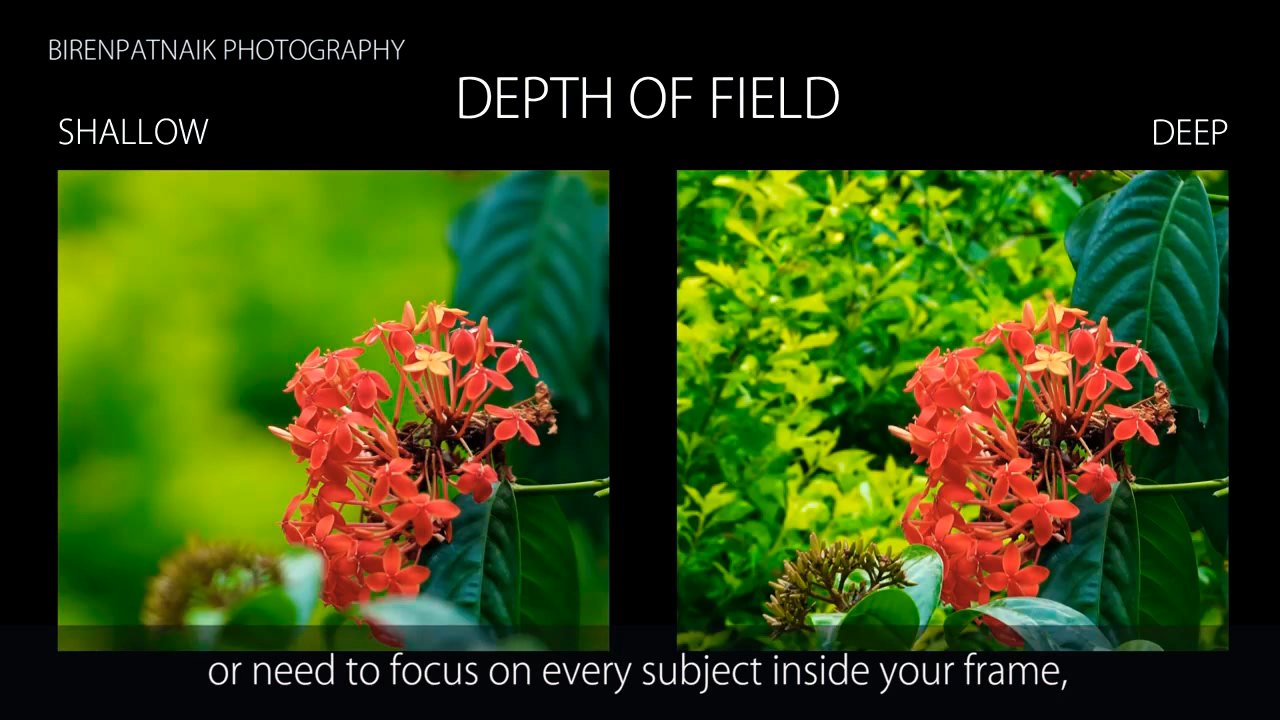 BIRENPATNAIK PHOTOGRAPHY
DEPTH OF FIELD
SHALLOW
DEEP
or need to focus on every subject inside your frame,